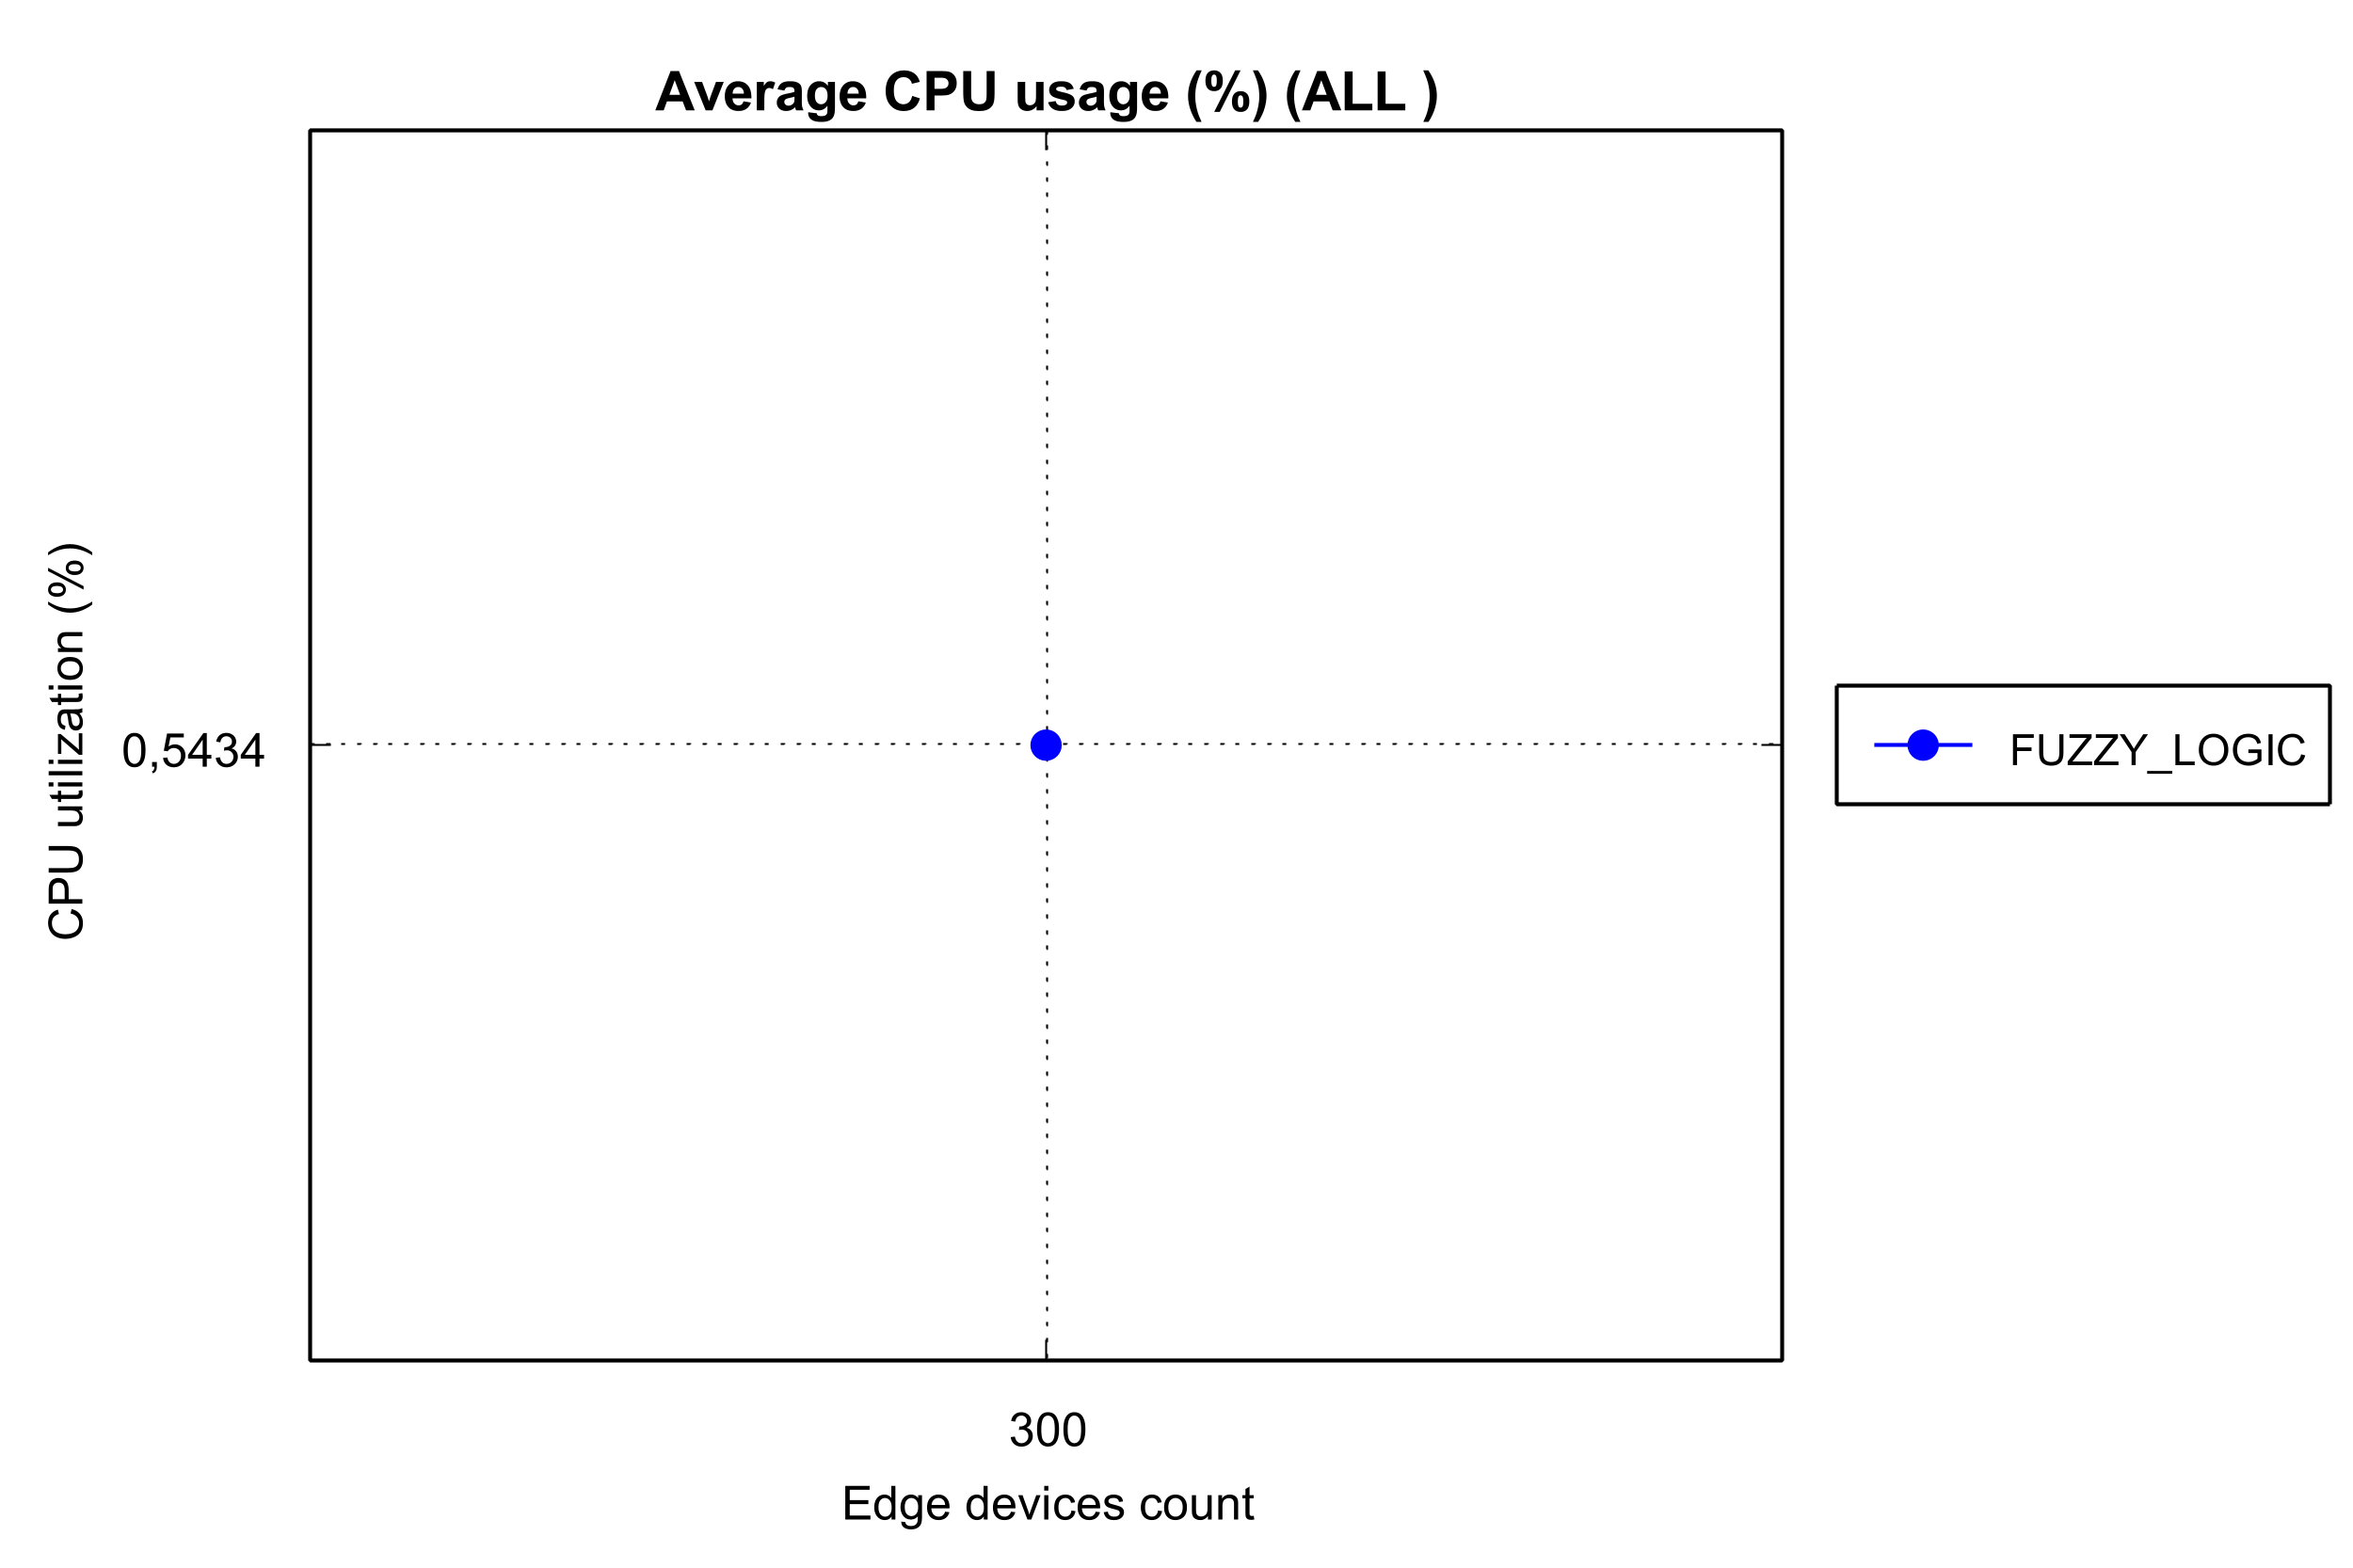 Average CPU usage (%) (ALL )
CPU utilization (%)
0,5434
FUZZY_LOGIC
300
Edge devices count